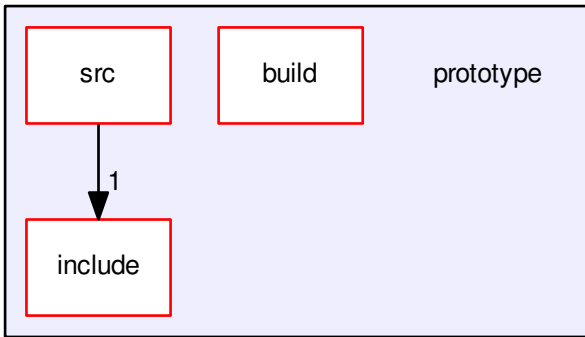 src
build
prototype
1
include